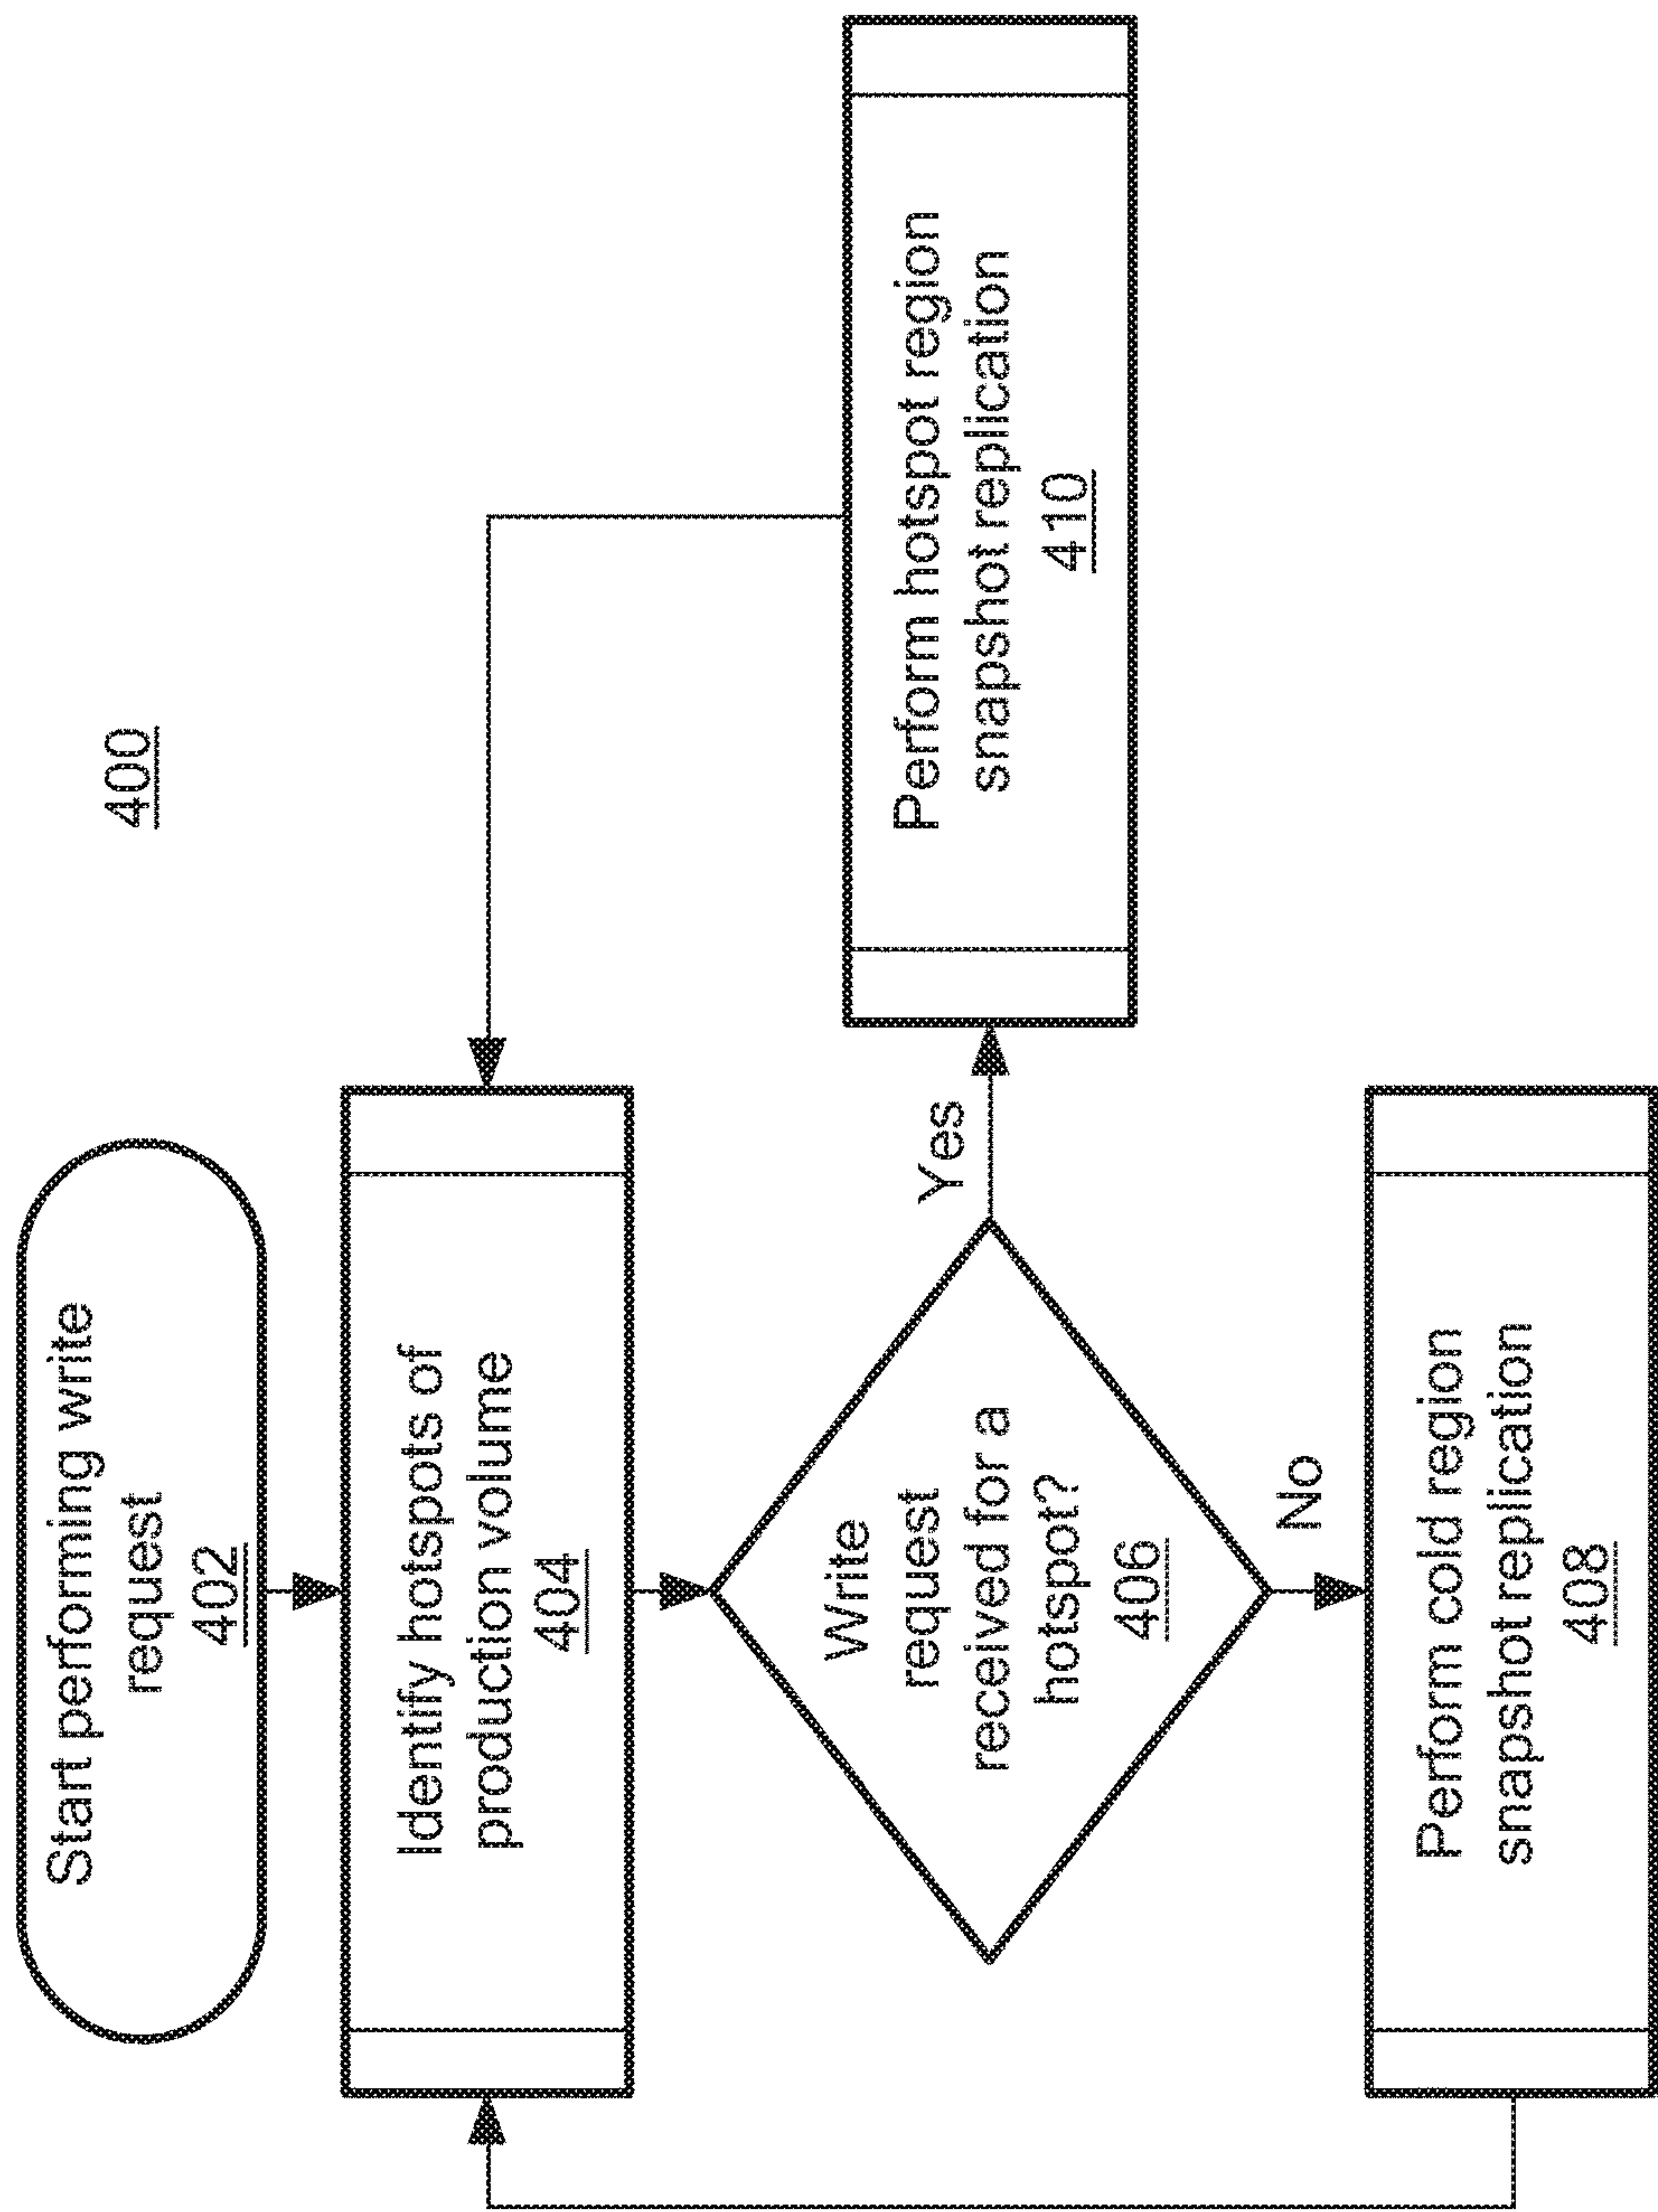 400
Start performing write
request
402
Identify hotspots of
production volume
404
Write
request
received for a
hotspot?
406
Yes
No
Perform hotspot region
snapshot replication
410
Perform cold region
snapshot replication
408